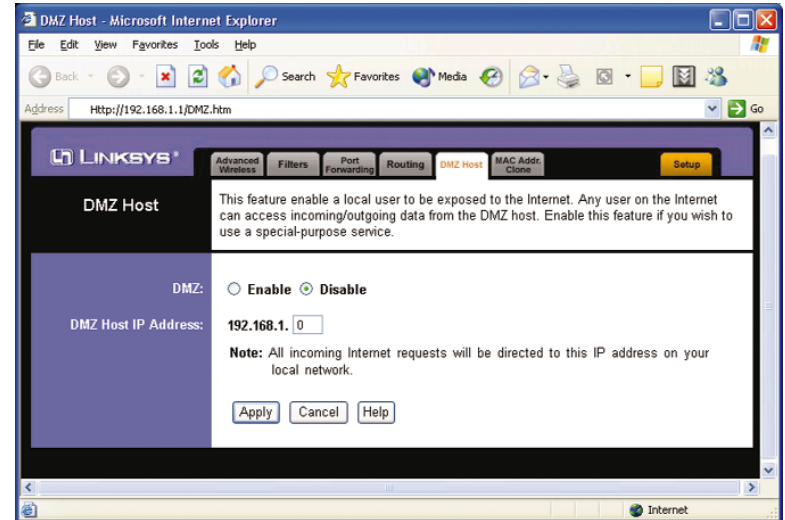 DMZ Host - Microsoft Internet Explorer
File Edit View Favorites Tools Help
Back Search Favorites Media
Address Http://192.168.1.1/DMZ.htm Go
LINKSYS®
Advanced Wireless Filters Port Forwarding Routing DMZ Host MAC Addr. Clone Setup
DMZ Host
This feature enable a local user to be exposed to the Internet. Any user on the Internet
can access incoming/outgoing data from the DMZ host. Enable this feature if you wish to
use a special-purpose service.
DMZ: Enable Disable
DMZ Host IP Address: 192.168.1. 0
Note: All incoming Internet requests will be directed to this IP address on your
local network.
Apply Cancel Help
Internet